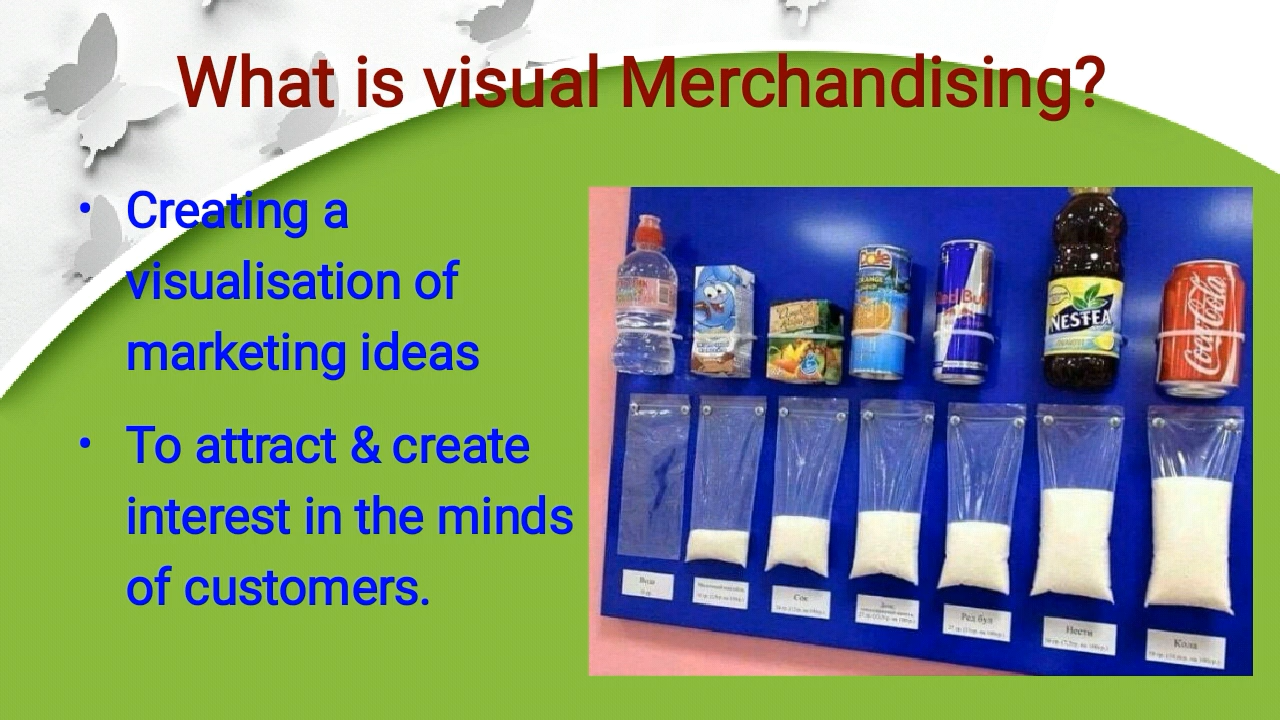 What is visual Merchandising?
• Creating a
visualisation of
marketing ideas
• To attract & create
interest in the minds
of customers.
Dole
Red Bull
NESTEA
Coca-Cola
Вода
Сок
Ред Бул
Нести
Кола